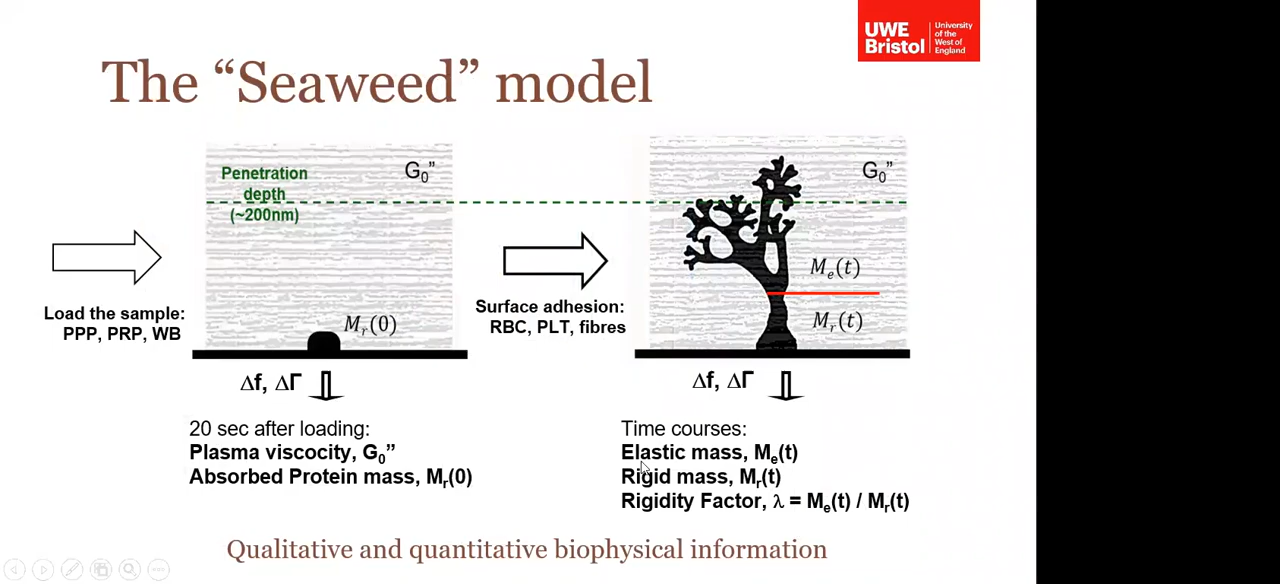 UWE
Bristol
University
of the
West of
England
The “Seaweed” model
Penetration
depth
(~200nm)
G₀”
G₀”
Load the sample:
PPP, PRP, WB
Mᵣ(0)
Surface adhesion:
RBC, PLT, fibres
Mₑ(t)
Mᵣ(t)
Δf, ΔΓ
Δf, ΔΓ
20 sec after loading:
Plasma viscocity, G₀”
Absorbed Protein mass, Mᵣ(0)
Time courses:
Elastic mass, Mₑ(t)
Rigid mass, Mᵣ(t)
Rigidity Factor, λ = Mₑ(t) / Mᵣ(t)
Qualitative and quantitative biophysical information